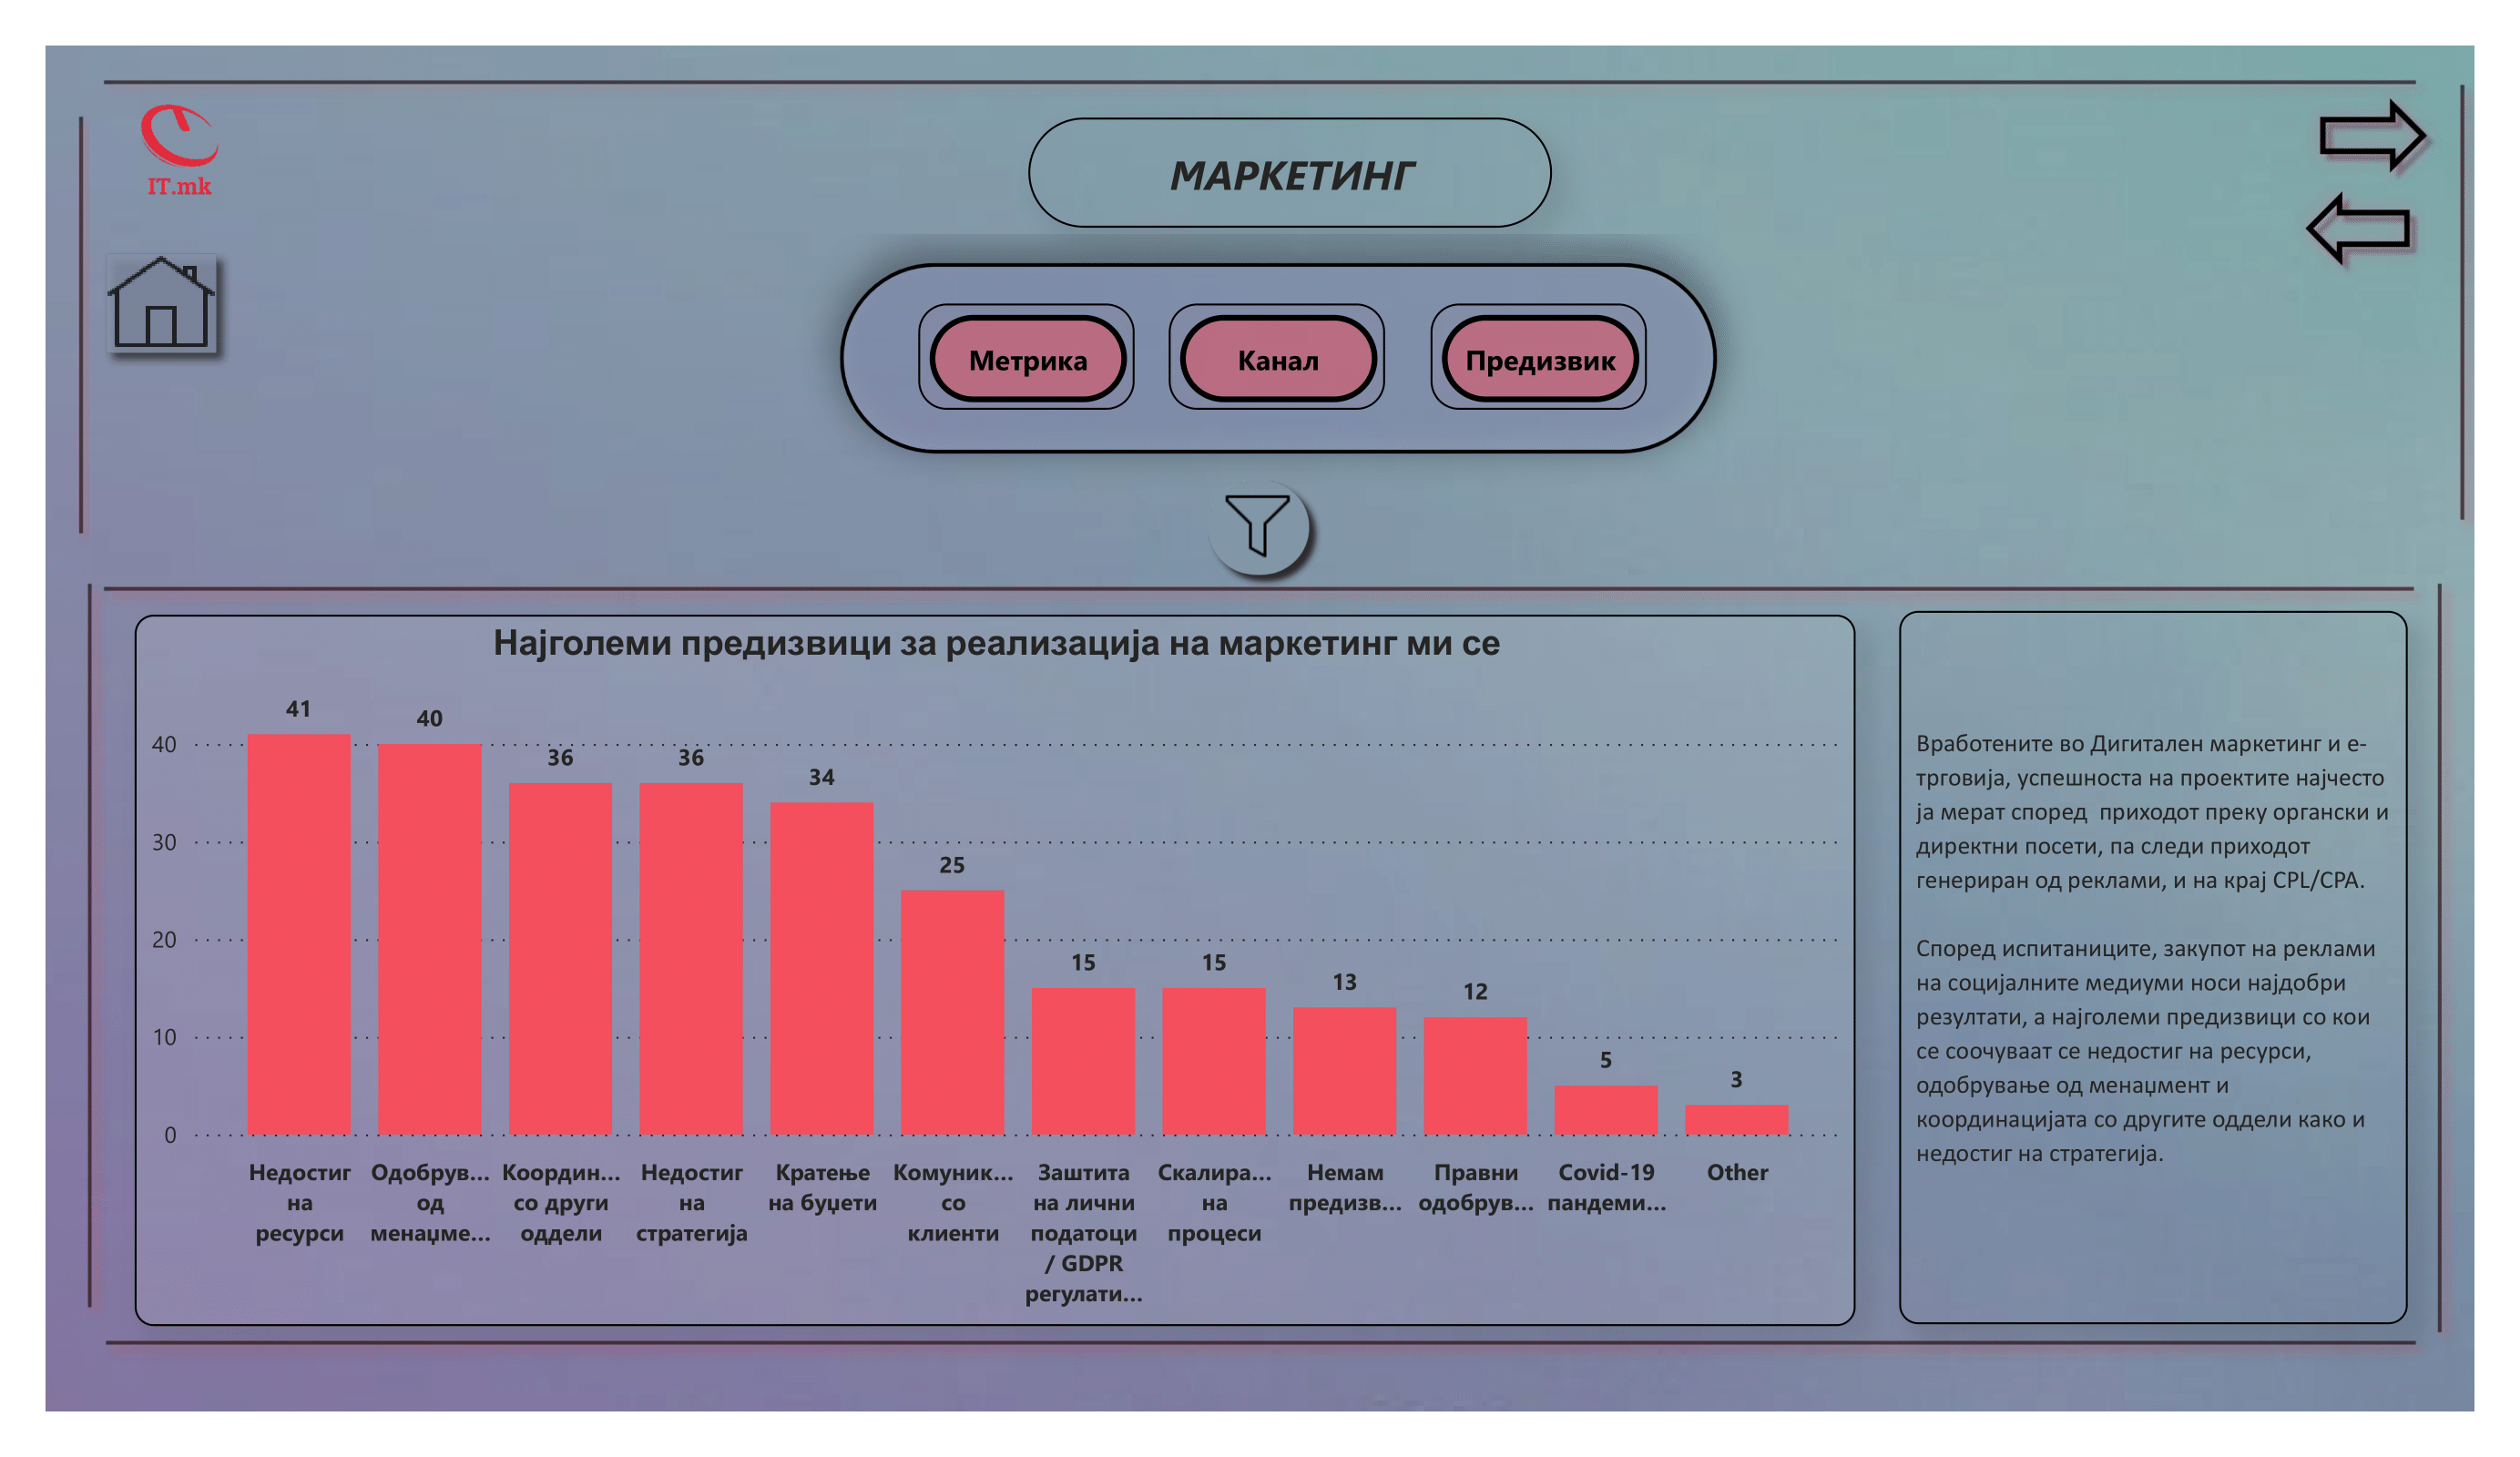 IT.mk
МАРКЕТИНГ
Метрика
Канал
Предизвик
Најголеми предизвици за реализација на маркетинг ми се
41
40
36
36
34
25
15
15
13
12
5
3
40
30
20
10
0
Недостиг
на
ресурси
Одобрув...
од
менаџме...
Координ...
со други
оддели
Недостиг
на
стратегија
Кратење
на буџети
Комуник...
со
клиенти
Заштита
на лични
податоци
/ GDPR
регулати...
Скалира...
на
процеси
Немам
предизв...
Правни
одобрув...
Covid-19
пандеми...
Other
Вработените во Дигитален маркетинг и е-
трговија, успешноста на проектите најчесто
ја мерат според  приходот преку органски и
директни посети, па следи приходот
генериран од реклами, и на крај CPL/CPA.
Според испитаниците, закупот на реклами
на социјалните медиуми носи најдобри
резултати, а најголеми предизвици со кои
се соочуваат се недостиг на ресурси,
одобрување од менаџмент и
координацијата со другите оддели како и
недостиг на стратегија.